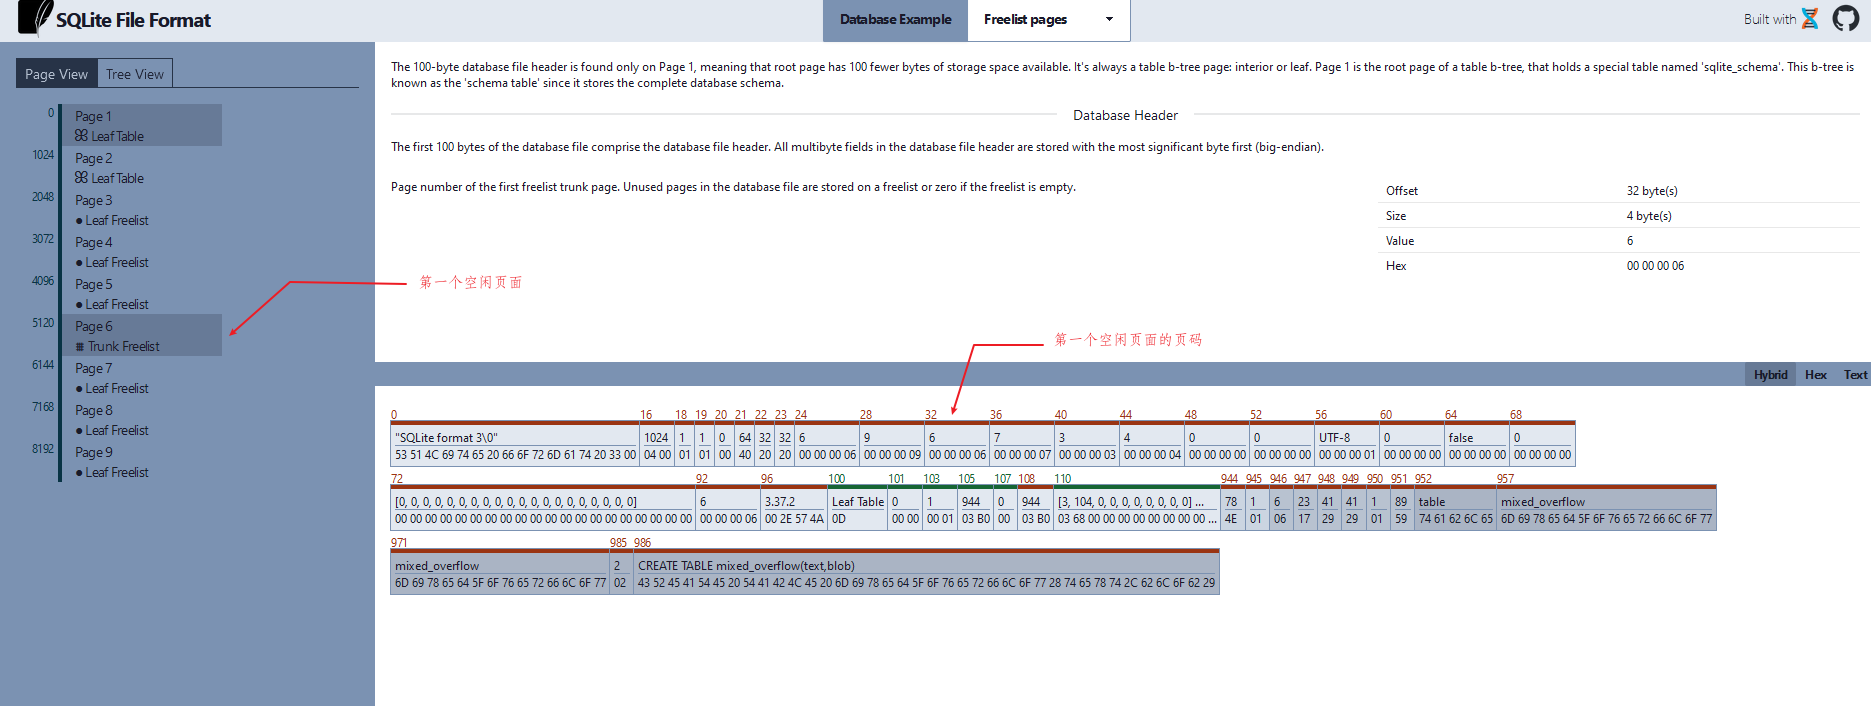 SQLite File Format
Database Example
Freelist pages
Built with
Page View
Tree View
0
Page 1
Leaf Table
1024
Page 2
Leaf Table
2048
Page 3
Leaf Freelist
3072
Page 4
Leaf Freelist
4096
Page 5
Leaf Freelist
5120
Page 6
Trunk Freelist
6144
Page 7
Leaf Freelist
7168
Page 8
Leaf Freelist
8192
Page 9
Leaf Freelist
The 100-byte database file header is found only on Page 1, meaning that root page has 100 fewer bytes of storage space available. It's always a table b-tree page: interior or leaf. Page 1 is the root page of a table b-tree, that holds a special table named 'sqlite_schema'. This b-tree is
known as the 'schema table' since it stores the complete database schema.
Database Header
The first 100 bytes of the database file comprise the database file header. All multibyte fields in the database file header are stored with the most significant byte first (big-endian).
Page number of the first freelist trunk page. Unused pages in the database file are stored on a freelist or zero if the freelist is empty.
Offset 32 byte(s)
Size 4 byte(s)
Value 6
Hex 00 00 00 06
第一个空闲页面
第一个空闲页面的页码
Hybrid Hex Text
0 16 18 19 20 21 22 23 24 28 32 36 40 44 48 52 56 60 64 68
"SQLite format 3\0" 1024 1 1 0 64 32 32 6 9 6 7 3 4 0 0 UTF-8 0 false 0
53 51 4C 69 74 65 20 66 6F 72 6D 61 74 20 33 00 04 00 01 01 00 40 20 20 00 00 00 06 00 00 00 09 00 00 00 06 00 00 00 07 00 00 00 03 00 00 00 04 00 00 00 00 00 00 00 00 00 00 00 01 00 00 00 00 00 00 00 00 00 00 00 00
72 92 96 100 101 103 105 107 108 110 944 945 946 947 948 949 950 951 952 957
[0, 0, 0, 0, 0, 0, 0, 0, 0, 0, 0, 0, 0, 0, 0, 0, 0, 0, 0, 0] 6 3.37.2 Leaf Table 0 1 944 0 944 [3, 104, 0, 0, 0, 0, 0, 0, 0, 0] ... 78 1 6 23 41 41 1 89 table mixed_overflow
00 00 00 00 00 00 00 00 00 00 00 00 00 00 00 00 00 00 00 00 00 00 00 06 00 2E 57 4A 0D 00 00 00 01 03 B0 00 03 B0 03 68 00 00 00 00 00 00 00 00 ... 4E 01 06 17 29 29 01 59 74 61 62 6C 65 6D 69 78 65 64 5F 6F 76 65 72 66 6C 6F 77
971 985 986
mixed_overflow 2 CREATE TABLE mixed_overflow(text,blob)
6D 69 78 65 64 5F 6F 76 65 72 66 6C 6F 77 02 43 52 45 41 54 45 20 54 41 42 4C 45 20 6D 69 78 65 64 5F 6F 76 65 72 66 6C 6F 77 28 74 65 78 74 2C 62 6C 6F 62 29